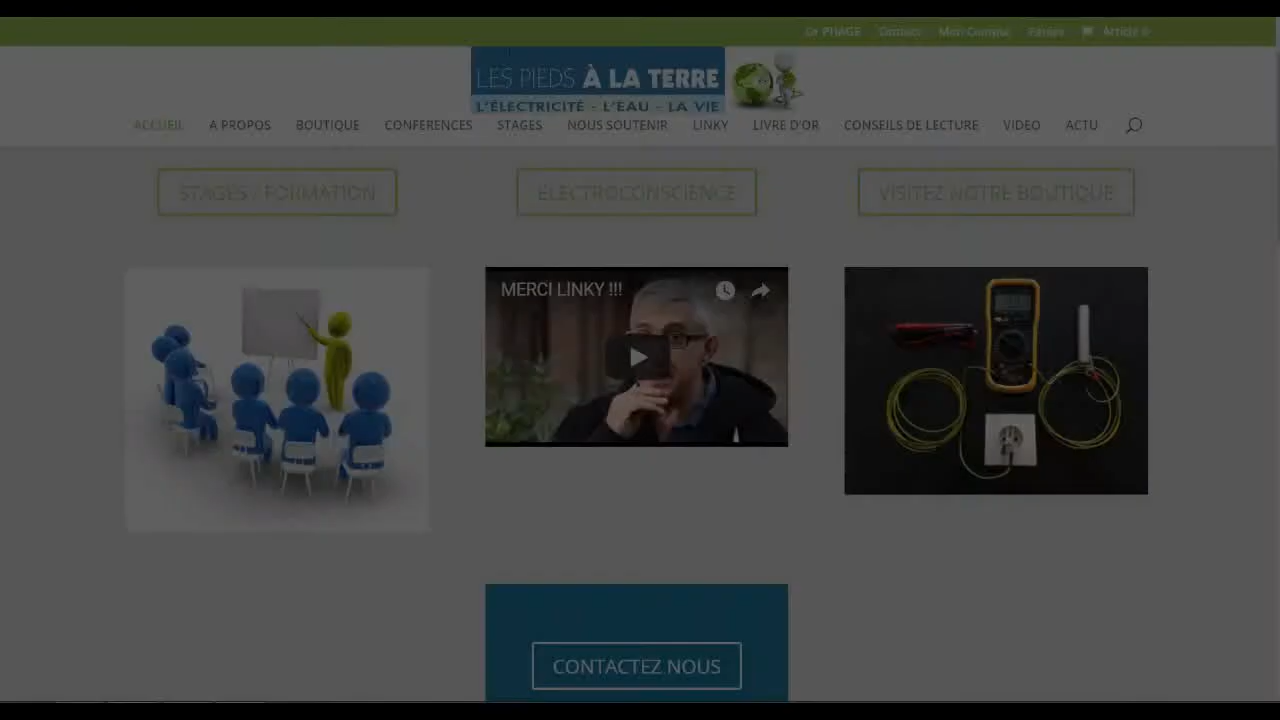 Ce PHAGE Contact Mon Compte Panier Article 0
LES PIEDS À LA TERRE
L'ÉLECTRICITÉ - L'EAU - LA VIE
ACCUEIL A PROPOS BOUTIQUE CONFERENCES STAGES NOUS SOUTENIR LINKY LIVRE D'OR CONSEILS DE LECTURE VIDEO ACTU
STAGES / FORMATION
ELECTROCONSCIENCE
VISITEZ NOTRE BOUTIQUE
MERCI LINKY !!!
CONTACTEZ NOUS